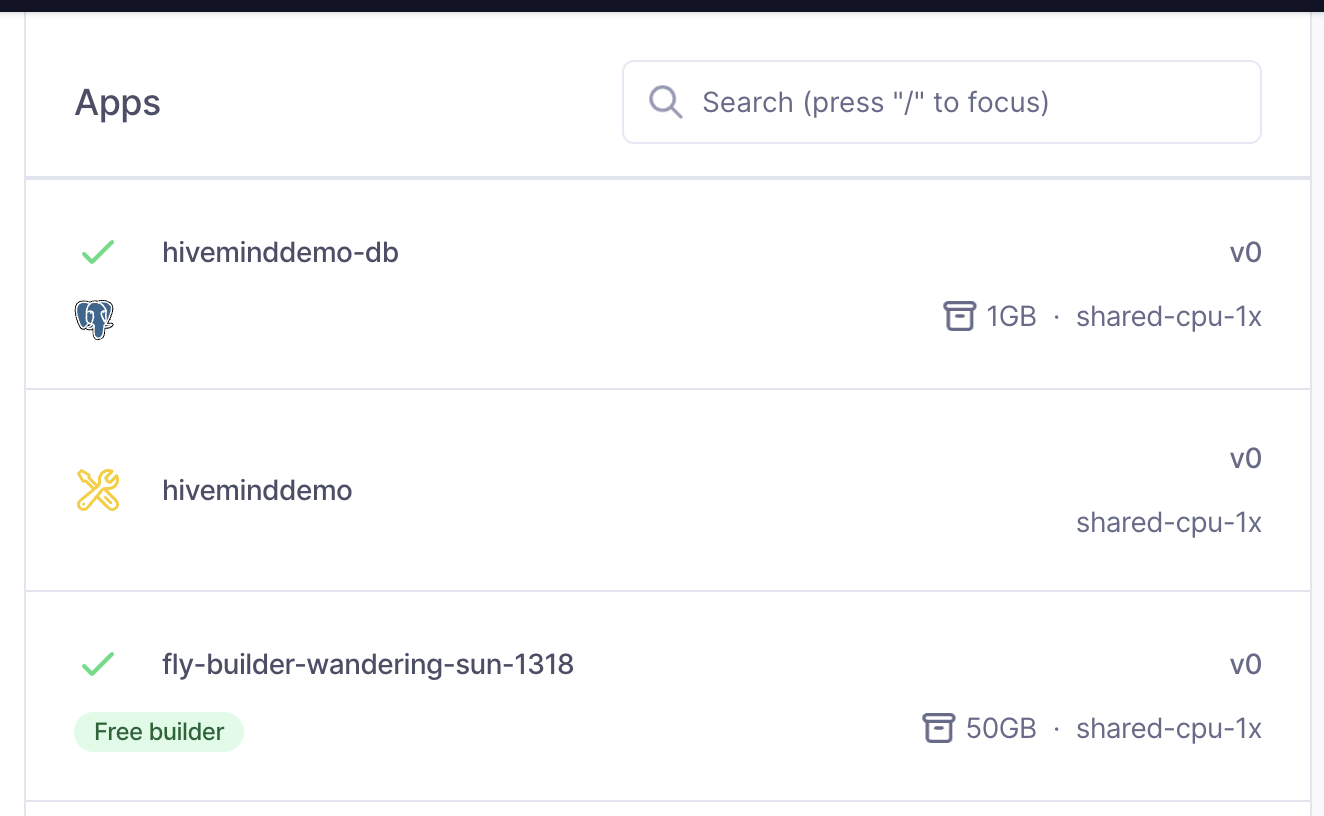 Apps
Search (press "/" to focus)
hiveminddemo-db
v0
1GB · shared-cpu-1x
hiveminddemo
v0
shared-cpu-1x
fly-builder-wandering-sun-1318
v0
Free builder
50GB · shared-cpu-1x